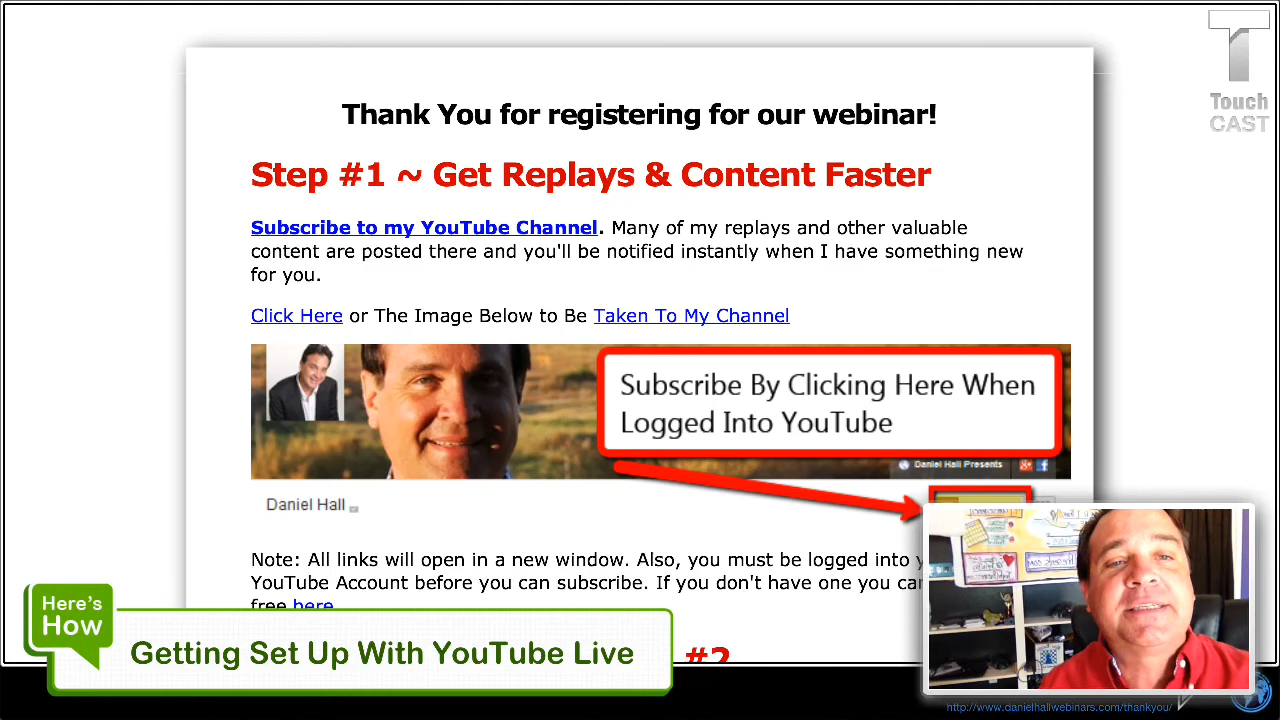 Touch
CAST
Thank You for registering for our webinar!
Step #1 ~ Get Replays & Content Faster
Subscribe to my YouTube Channel. Many of my replays and other valuable
content are posted there and you'll be notified instantly when I have something new
for you.
Click Here or The Image Below to Be Taken To My Channel
Subscribe By Clicking Here When
Logged Into YouTube
Daniel Hall Presents
Daniel Hall
Note: All links will open in a new window. Also, you must be logged into
YouTube Account before you can subscribe. If you don't have one you
free here
#2
Here's
How
Getting Set Up With YouTube Live
http://www.danielhallwebinars.com/thankyou/